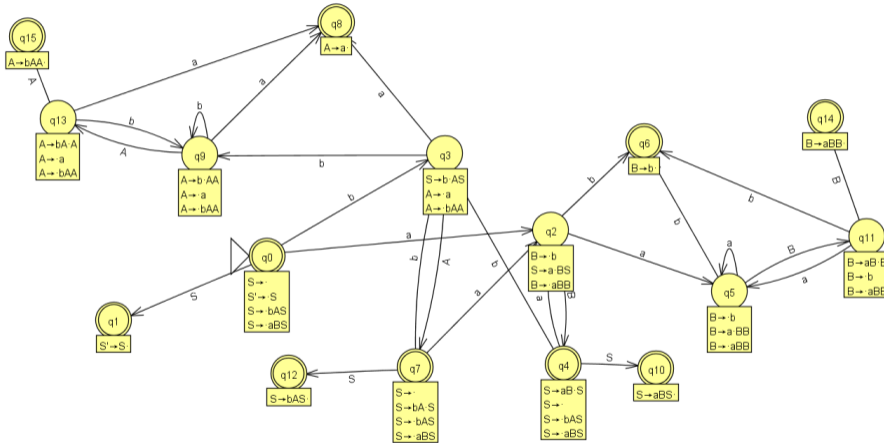 q8
A→a·
q15
A→bAA·
A
a
a
a
q13
A→bA·A
A→·a
A→·bAA
b
A
b
q9
A→b·AA
A→·a
A→·bAA
b
q3
S→b·AS
A→·a
A→·bAA
q6
B→b·
q14
B→aBB·
B
b
b
b
q11
B→aB·B
B→·b
B→·aBB
b
a
q2
B→·b
S→a·BS
B→·aBB
a
a
B
a
q5
B→·b
B→a·BB
B→·aBB
q0
S→·
S'→·S
S→·bAS
S→·aBS
S
q1
S'→S·
b
A
b
a
a
B
q7
S→·
S→bA·S
S→·bAS
S→·aBS
S
q12
S→bAS·
q4
S→aB·S
S→·
S→·bAS
S→·aBS
S
q10
S→aBS·